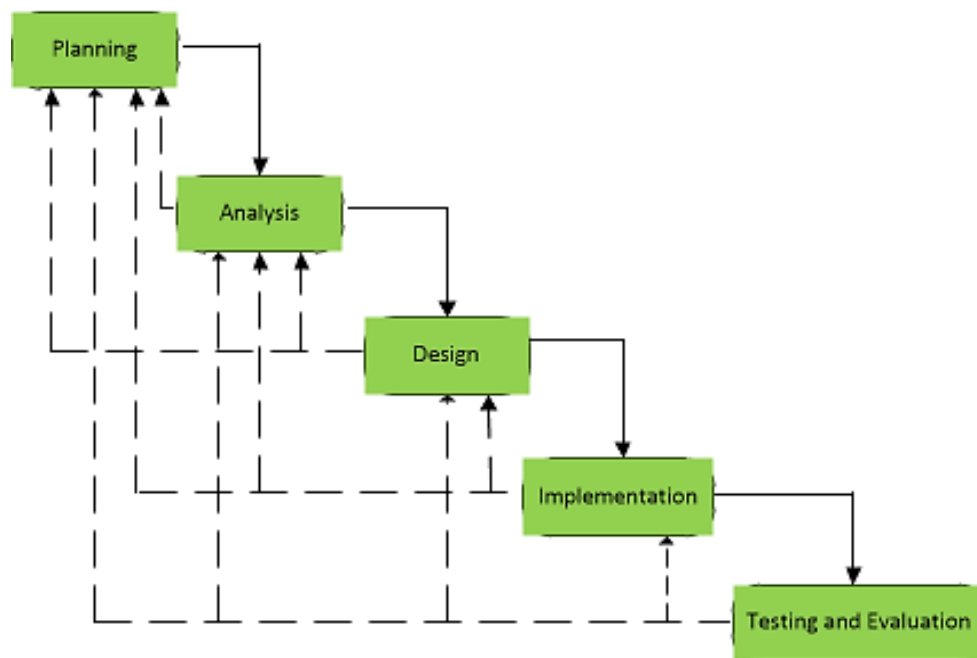 Planning
Analysis
Design
Implementation
Testing and Evaluation